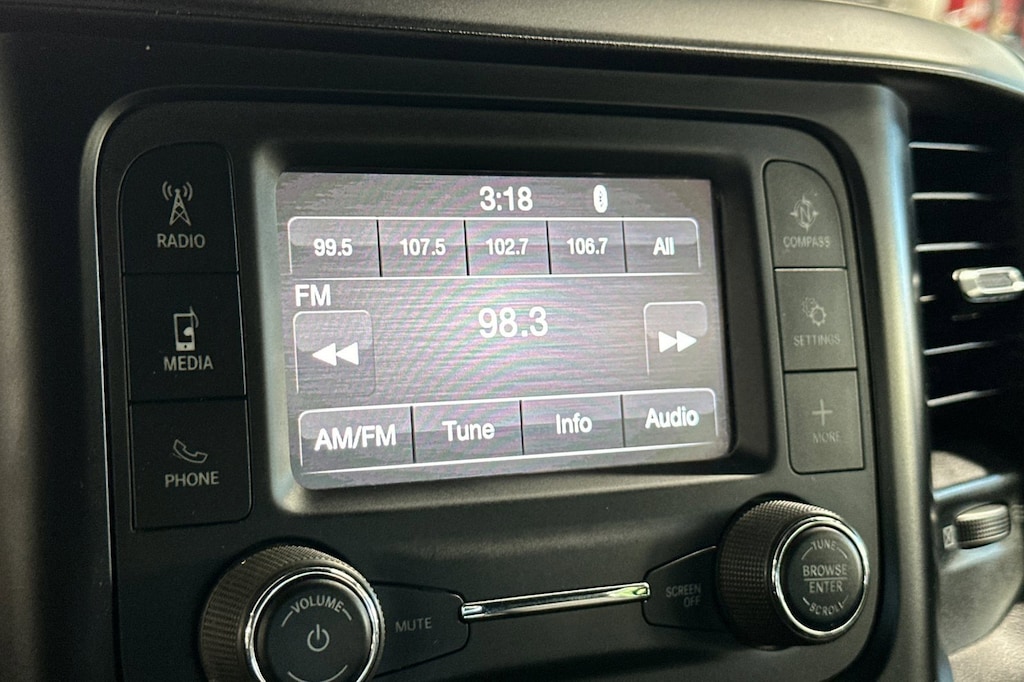 3:18
99.5 107.5 102.7 106.7 All
FM
98.3
AM/FM Tune Info Audio
RADIO
MEDIA
PHONE
N
COMPASS
SETTINGS
MORE
VOLUME
MUTE
SCREEN
OFF
TUNE
BROWSE
ENTER
SCROLL